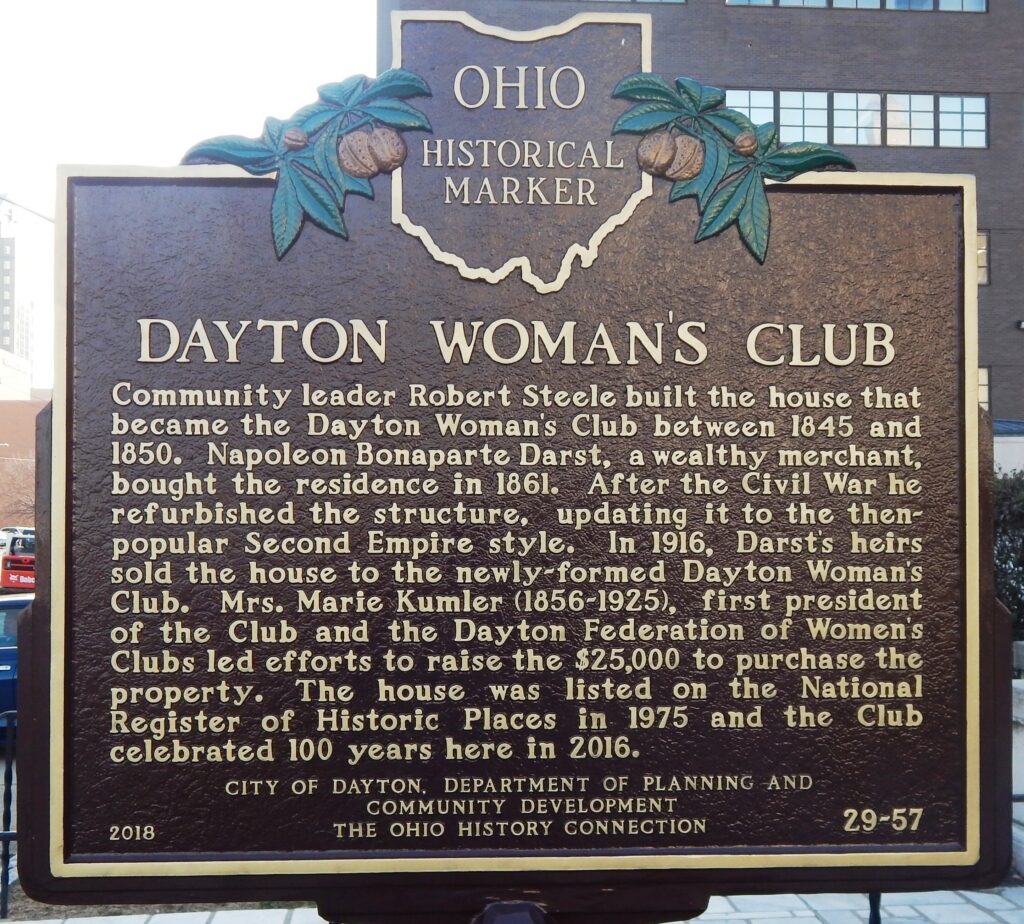 OHIO
HISTORICAL
MARKER
DAYTON WOMAN'S CLUB
Community leader Robert Steele built the house that
became the Dayton Woman's Club between 1845 and
1850. Napoleon Bonaparte Darst, a wealthy merchant,
bought the residence in 1861. After the Civil War he
refurbished the structure, updating it to the then-
popular Second Empire style. In 1916, Darst's heirs
sold the house to the newly-formed Dayton Woman's
Club. Mrs. Marie Kumler (1856-1925), first president
of the Club and the Dayton Federation of Women's
Clubs led efforts to raise the $25,000 to purchase the
property. The house was listed on the National
Register of Historic Places in 1975 and the Club
celebrated 100 years here in 2016.
CITY OF DAYTON, DEPARTMENT OF PLANNING AND
COMMUNITY DEVELOPMENT
THE OHIO HISTORY CONNECTION
2018
29-57